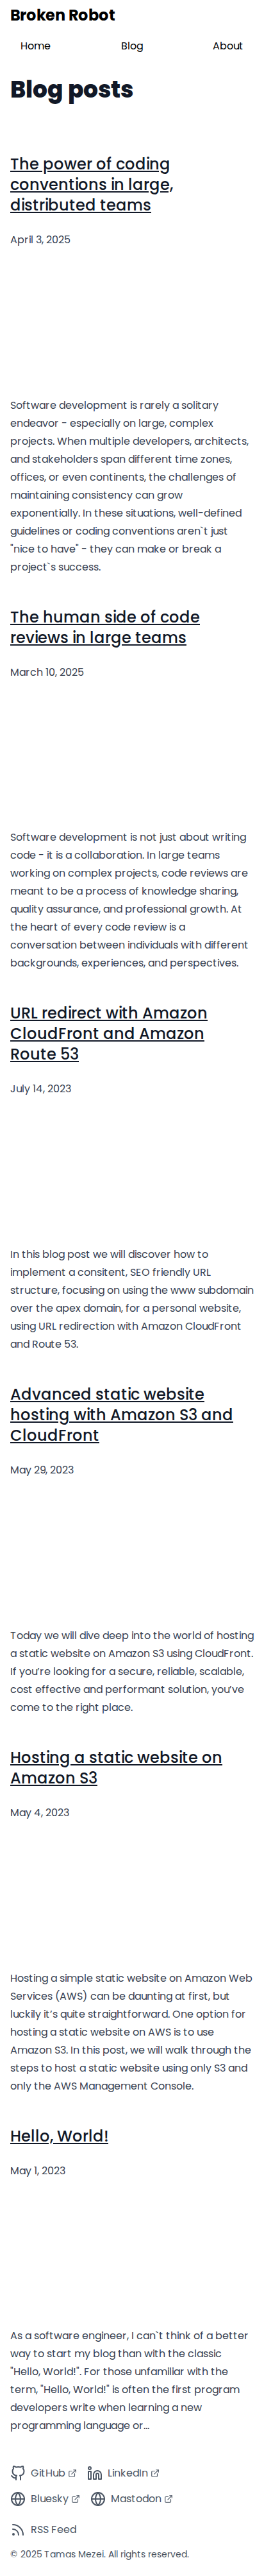 Broken Robot
Home Blog About
Blog posts
The power of coding
conventions in large,
distributed teams
April 3, 2025
Software development is rarely a solitary
endeavor - especially on large, complex
projects. When multiple developers, architects,
and stakeholders span different time zones,
offices, or even continents, the challenges of
maintaining consistency can grow
exponentially. In these situations, well-defined
guidelines or coding conventions aren`t just
"nice to have" - they can make or break a
project`s success.
The human side of code
reviews in large teams
March 10, 2025
Software development is not just about writing
code - it is a collaboration. In large teams
working on complex projects, code reviews are
meant to be a process of knowledge sharing,
quality assurance, and professional growth. At
the heart of every code review is a
conversation between individuals with different
backgrounds, experiences, and perspectives.
URL redirect with Amazon
CloudFront and Amazon
Route 53
July 14, 2023
In this blog post we will discover how to
implement a consitent, SEO friendly URL
structure, focusing on using the www subdomain
over the apex domain, for a personal website,
using URL redirection with Amazon CloudFront
and Route 53.
Advanced static website
hosting with Amazon S3 and
CloudFront
May 29, 2023
Today we will dive deep into the world of hosting
a static website on Amazon S3 using CloudFront.
If you’re looking for a secure, reliable, scalable,
cost effective and performant solution, you’ve
come to the right place.
Hosting a static website on
Amazon S3
May 4, 2023
Hosting a simple static website on Amazon Web
Services (AWS) can be daunting at first, but
luckily it’s quite straightforward. One option for
hosting a static website on AWS is to use
Amazon S3. In this post, we will walk through the
steps to host a static website using only S3 and
only the AWS Management Console.
Hello, World!
May 1, 2023
As a software engineer, I can`t think of a better
way to start my blog than with the classic
"Hello, World!". For those unfamiliar with the
term, "Hello, World!" is often the first program
developers write when learning a new
programming language or...
GitHub LinkedIn
Bluesky Mastodon
RSS Feed
© 2025 Tamas Mezei. All rights reserved.